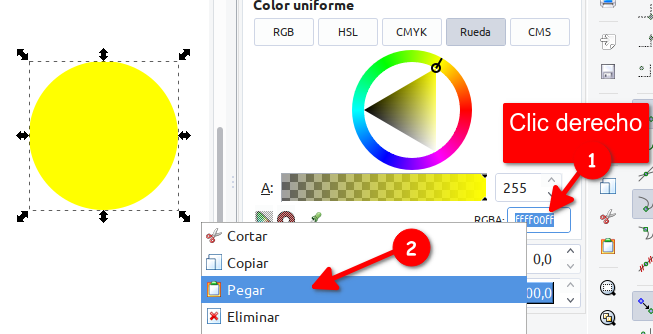 Color uniforme
RGB HSL CMYK Rueda CMS
Clic derecho
1
A: 255
RGBA: ffff00ff
Cortar
2
Copiar 0,0
Pegar 00,0
Eliminar